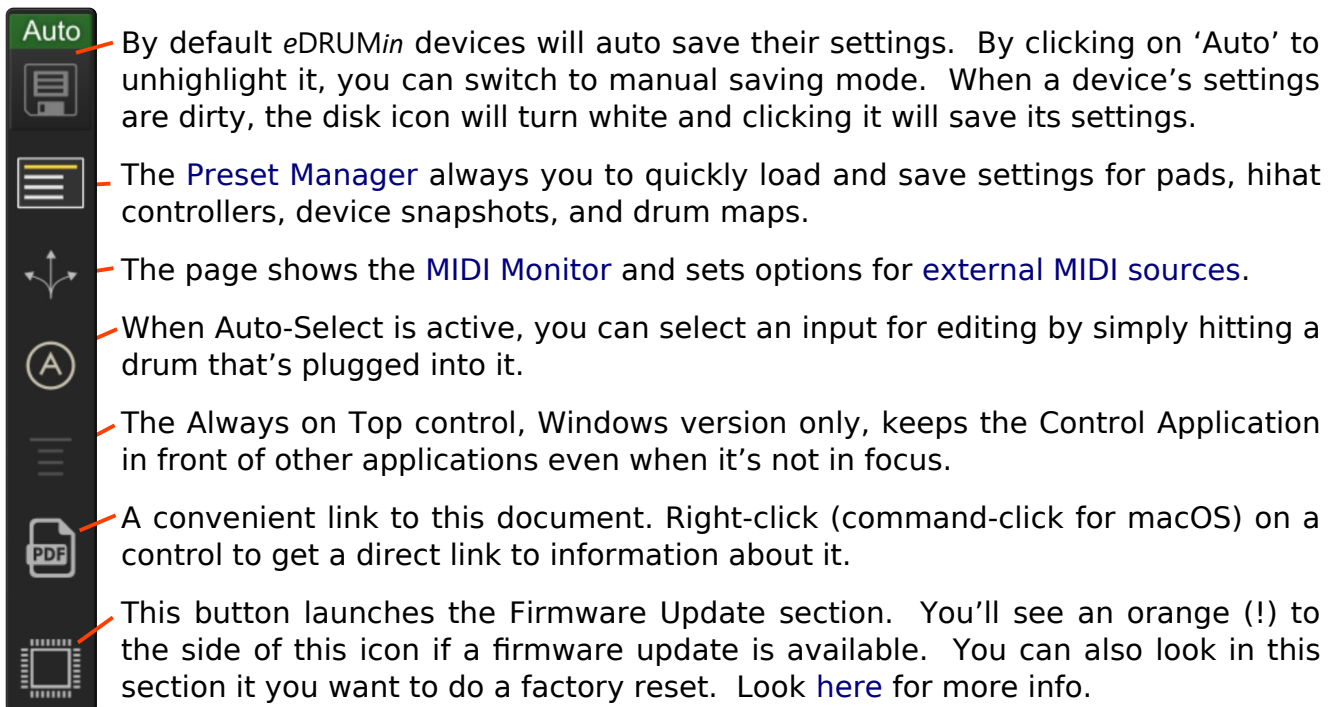 Auto
By default eDRUMin devices will auto save their settings. By clicking on ‘Auto’ to
unhighlight it, you can switch to manual saving mode. When a device’s settings
are dirty, the disk icon will turn white and clicking it will save its settings.
The Preset Manager always you to quickly load and save settings for pads, hihat
controllers, device snapshots, and drum maps.
The page shows the MIDI Monitor and sets options for external MIDI sources.
A
When Auto-Select is active, you can select an input for editing by simply hitting a
drum that’s plugged into it.
The Always on Top control, Windows version only, keeps the Control Application
in front of other applications even when it’s not in focus.
PDF
A convenient link to this document. Right-click (command-click for macOS) on a
control to get a direct link to information about it.
This button launches the Firmware Update section. You’ll see an orange (!) to
the side of this icon if a firmware update is available. You can also look in this
section it you want to do a factory reset. Look here for more info.